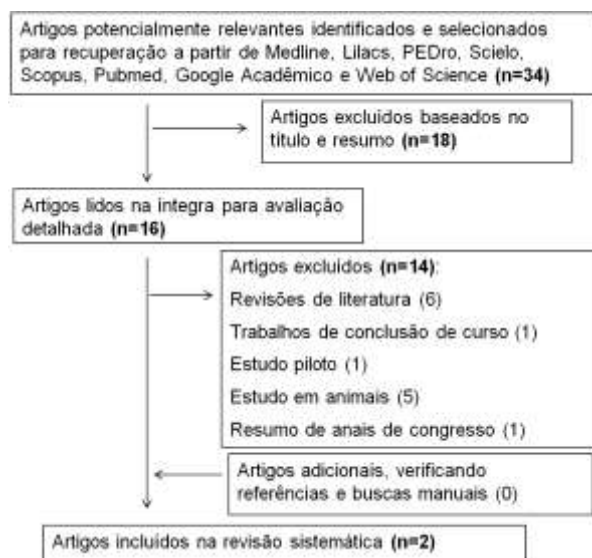 Artigos potencialmente relevantes identificados e selecionados
para recuperação a partir de Medline, Lilacs, PEDro, Scielo,
Scopus, Pubmed, Google Acadêmico e Web of Science (n=34)
Artigos excluídos baseados no
título e resumo (n=18)
Artigos lidos na integra para avaliação
detalhada (n=16)
Artigos excluídos (n=14):
Revisões de literatura (6)
Trabalhos de conclusão de curso (1)
Estudo piloto (1)
Estudo em animais (5)
Resumo de anais de congresso (1)
Artigos adicionais, verificando
referências e buscas manuais (0)
Artigos incluídos na revisão sistemática (n=2)